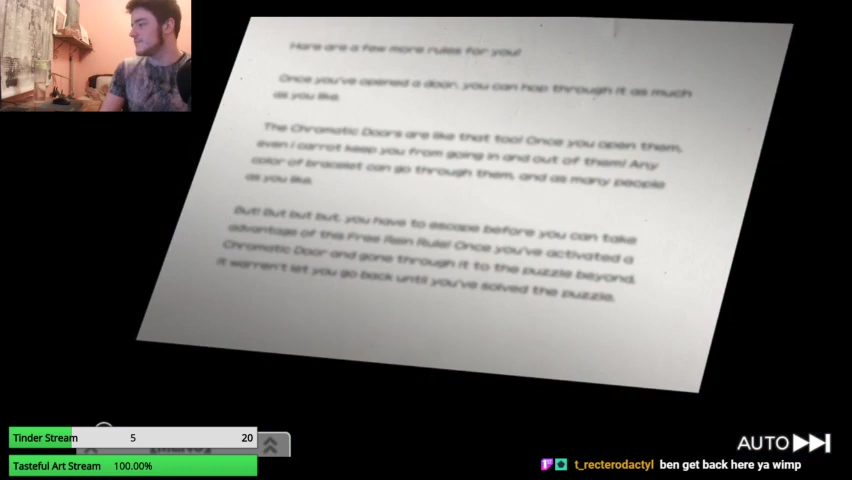 Here are a few more rules for you!
Once you've opened a door, you can hop through it as much
as you like.
The Chromatic Doors are like that too! Once you open them,
even I carrot keep you from going in and out of them! Any
color of bracelet can go through them, and as many people
as you like.
But! But but but, you have to escape before you can take
advantage of this Free Rein Rule! Once you've activated a
Chromatic Door and gone through it to the puzzle beyond,
it warren't let you go back until you've solved the puzzle.
Tinder Stream 5 20
Tasteful Art Stream 100.00%
AUTO
t_recterodactyl ben get back here ya wimp